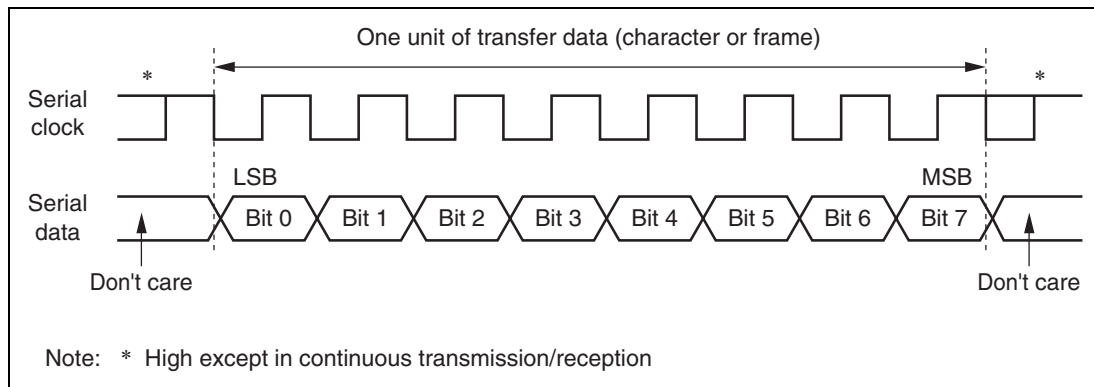 One unit of transfer data (character or frame)
* *
Serial clock
LSB MSB
Serial data
Bit 0 Bit 1 Bit 2 Bit 3 Bit 4 Bit 5 Bit 6 Bit 7
Don't care Don't care
Note: * High except in continuous transmission/reception